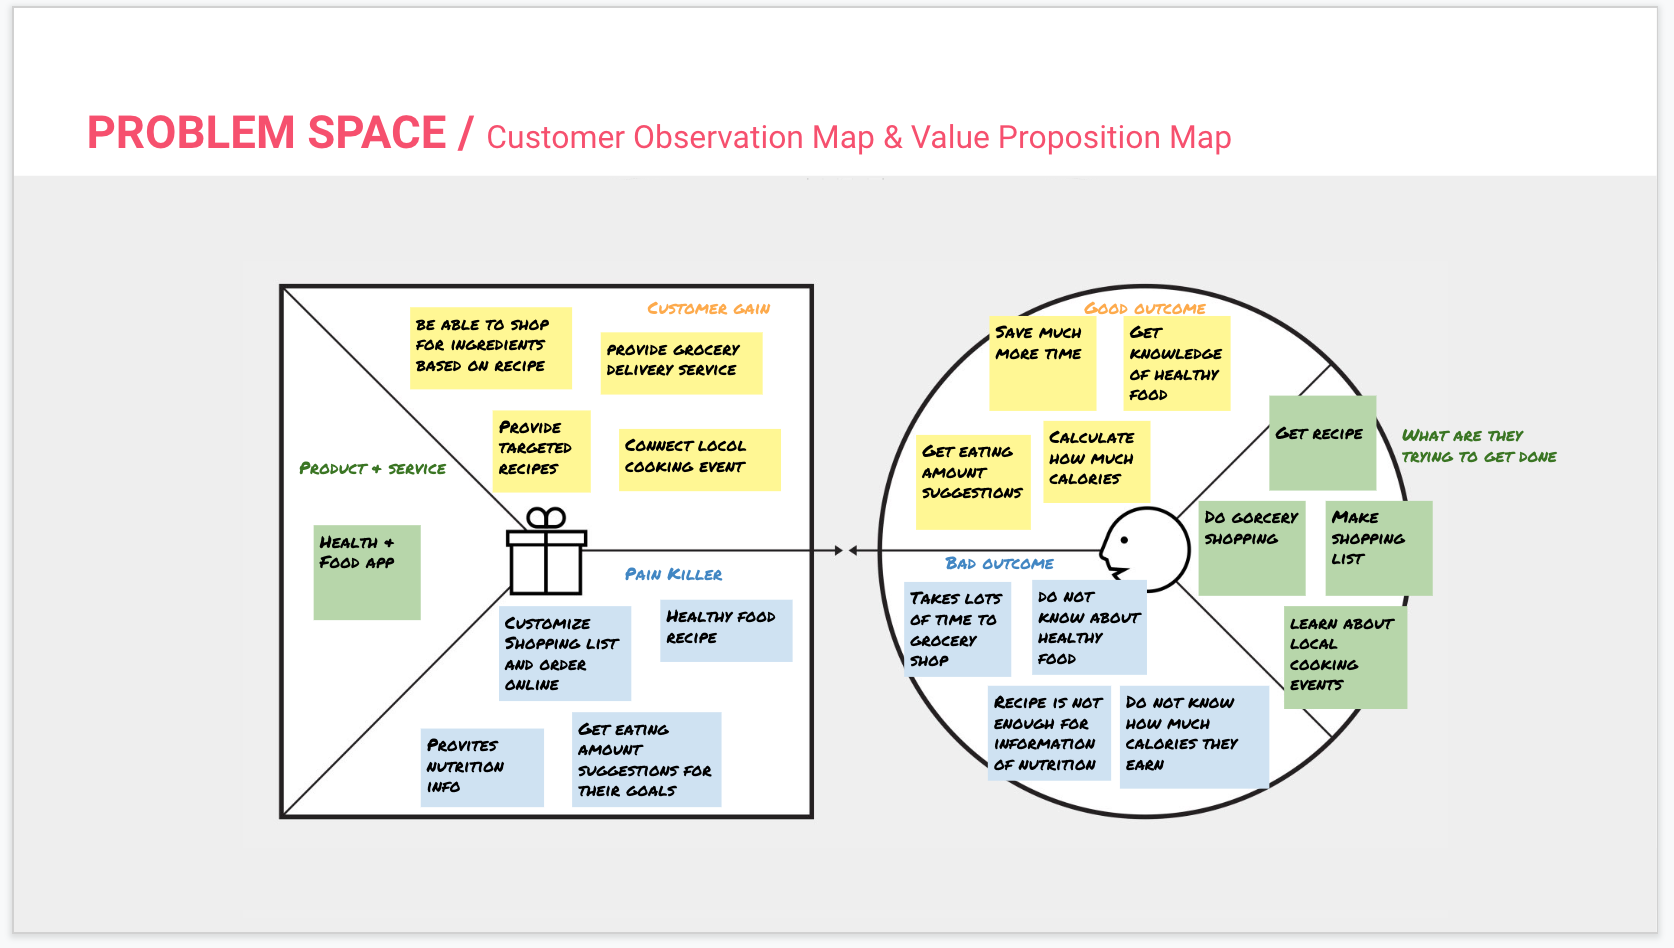 PROBLEM SPACE / Customer Observation Map & Value Proposition Map
Customer gain
be able to shop
for ingredients
based on recipe
provide grocery
delivery service
Provide
targeted
recipes
Connect locol
cooking event
Product & service
Health &
Food app
Pain Killer
Customize
Shopping list
and order
online
Healthy food
recipe
Provites
nutrition
info
Get eating
amount
suggestions for
their goals
Good outcome
Save much
more time
Get
knowledge
of healthy
food
Get eating
amount
suggestions
Calculate
how much
calories
Bad outcome
Takes lots
of time to
grocery
shop
do not
know about
healthy
food
Recipe is not
enough for
information
of nutrition
Do not know
how much
calories they
earn
What are they
trying to get done
Get recipe
Do gorcery
shopping
Make
shopping
list
learn about
local
cooking
events